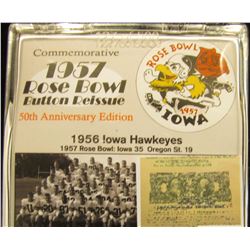 Commemorative
1957
Rose Bowl
Button Reissue
50th Anniversary Edition
ROSE BOWL
1957
IOWA
1956 Iowa Hawkeyes
1957 Rose Bowl: Iowa 35 Oregon St. 19